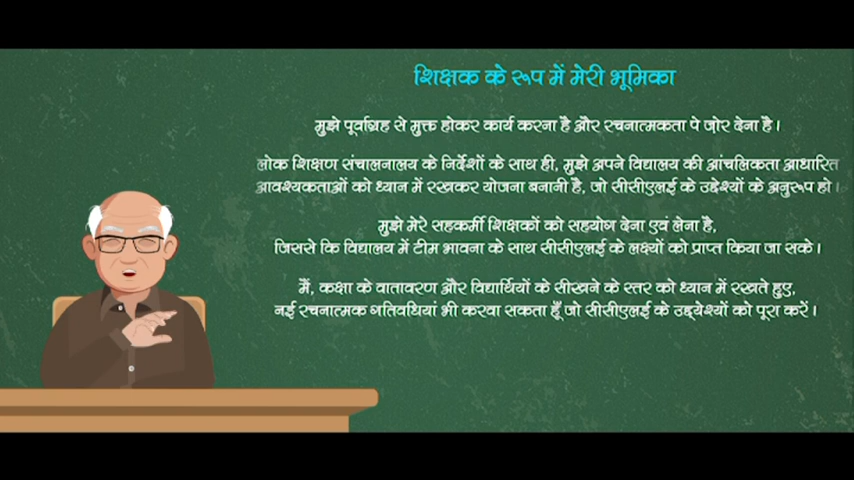 शिक्षक के रूप में मेरी भूमिका
मुझे पूर्वाग्रह से मुक्त होकर कार्य करना है और रचनात्मकता पे ज़ोर देना है ।
लोक शिक्षण संचालनालय के निर्देशों के साथ ही, मुझे अपने विद्यालय की आंचलिकता आधारित
आवश्यकताओं को ध्यान में रखकर योजना बनानी है, जो सीसीएलई के उद्देश्यों के अनुरूप हो ।
मुझे मेरे सहकर्मी शिक्षकों को सहयोग देना एवं लेना है,
जिससे कि विद्यालय में टीम भावना के साथ सीसीएलई के लक्ष्यों को प्राप्त किया जा सके ।
मैं, कक्षा के वातावरण और विद्यार्थियों के सीखने के स्तर को ध्यान में रखते हुए,
नई रचनात्मक गतिवधियां भी करवा सकता हूँ जो सीसीएलई के उद्द्येश्यों को पूरा करें ।